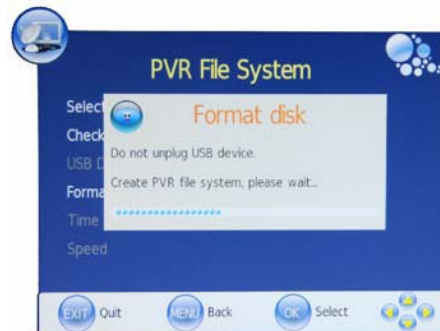 PVR File System
Select
Format disk
Check
Do not unplug USB device.
USB D
Create PVR file system, please wait...
Forma
Time
Speed
EXIT Quit MENU Back OK Select